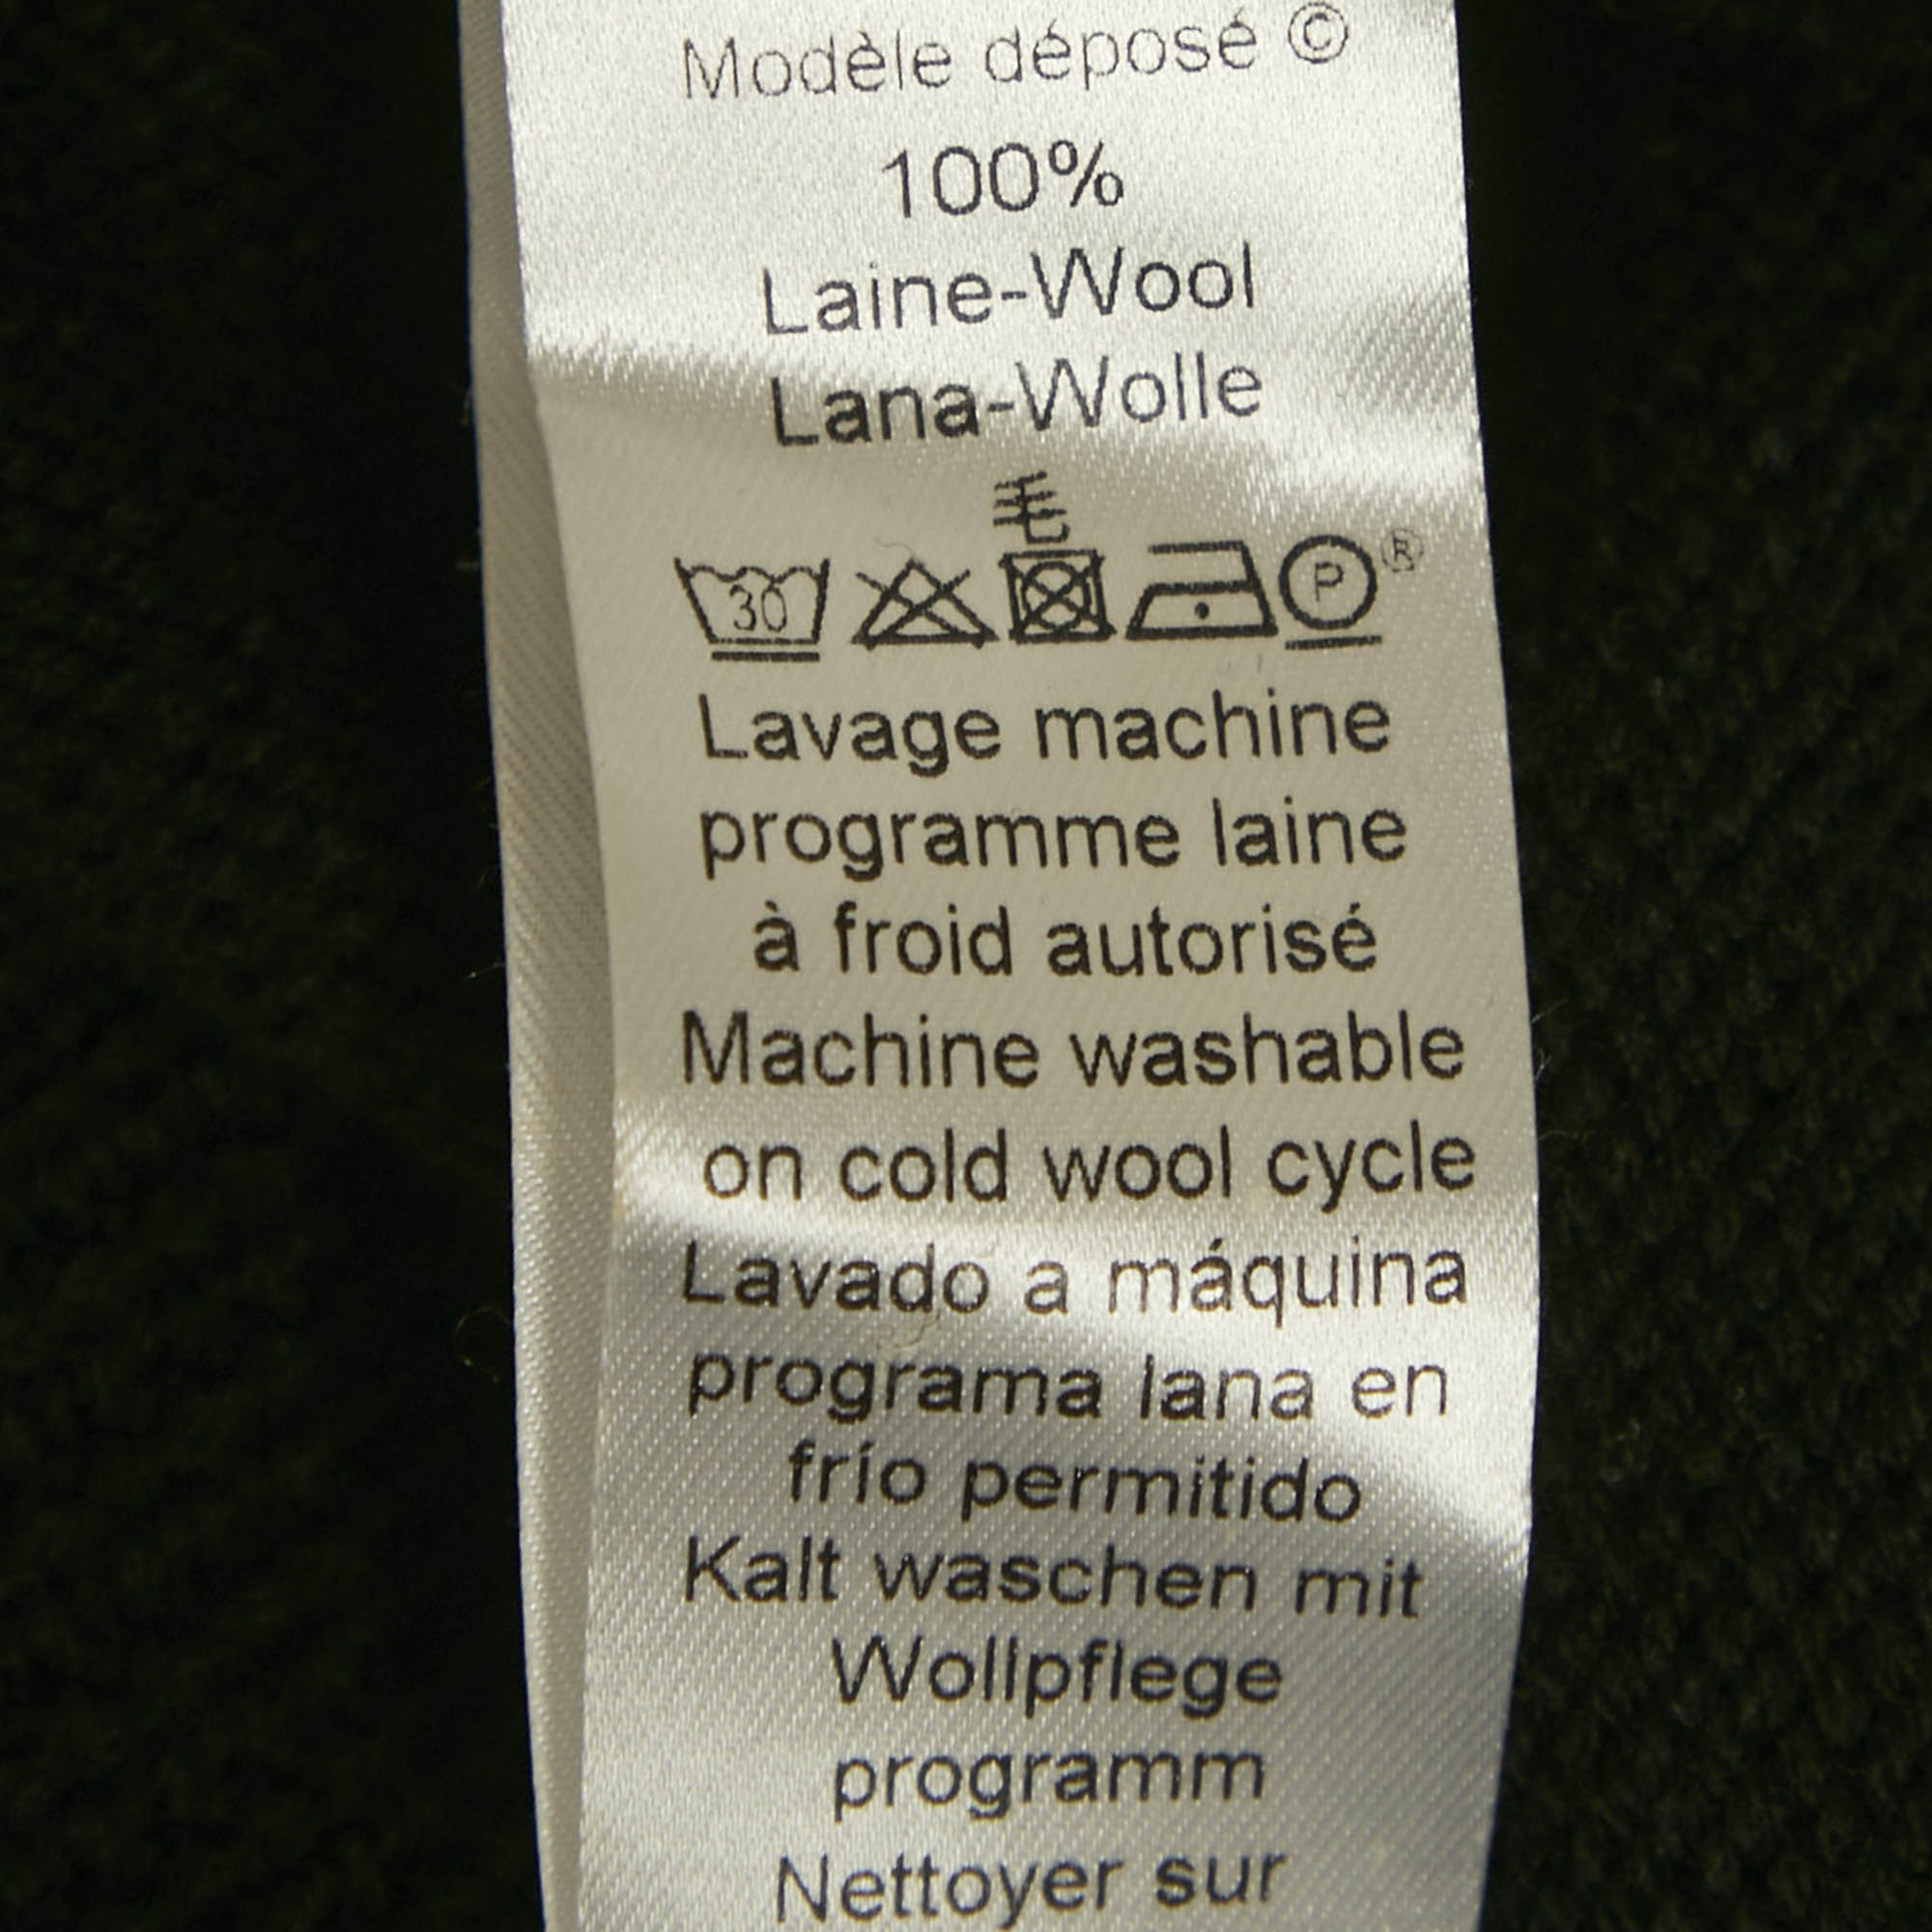 Modèle déposé ©
100%
Laine-Wool
Lana-Wolle
毛
30 P ®
Lavage machine
programme laine
à froid autorisé
Machine washable
on cold wool cycle
Lavado a máquina
programa lana en
frío permitido
Kalt waschen mit
Wollpflege
programm
Nettoyer sur